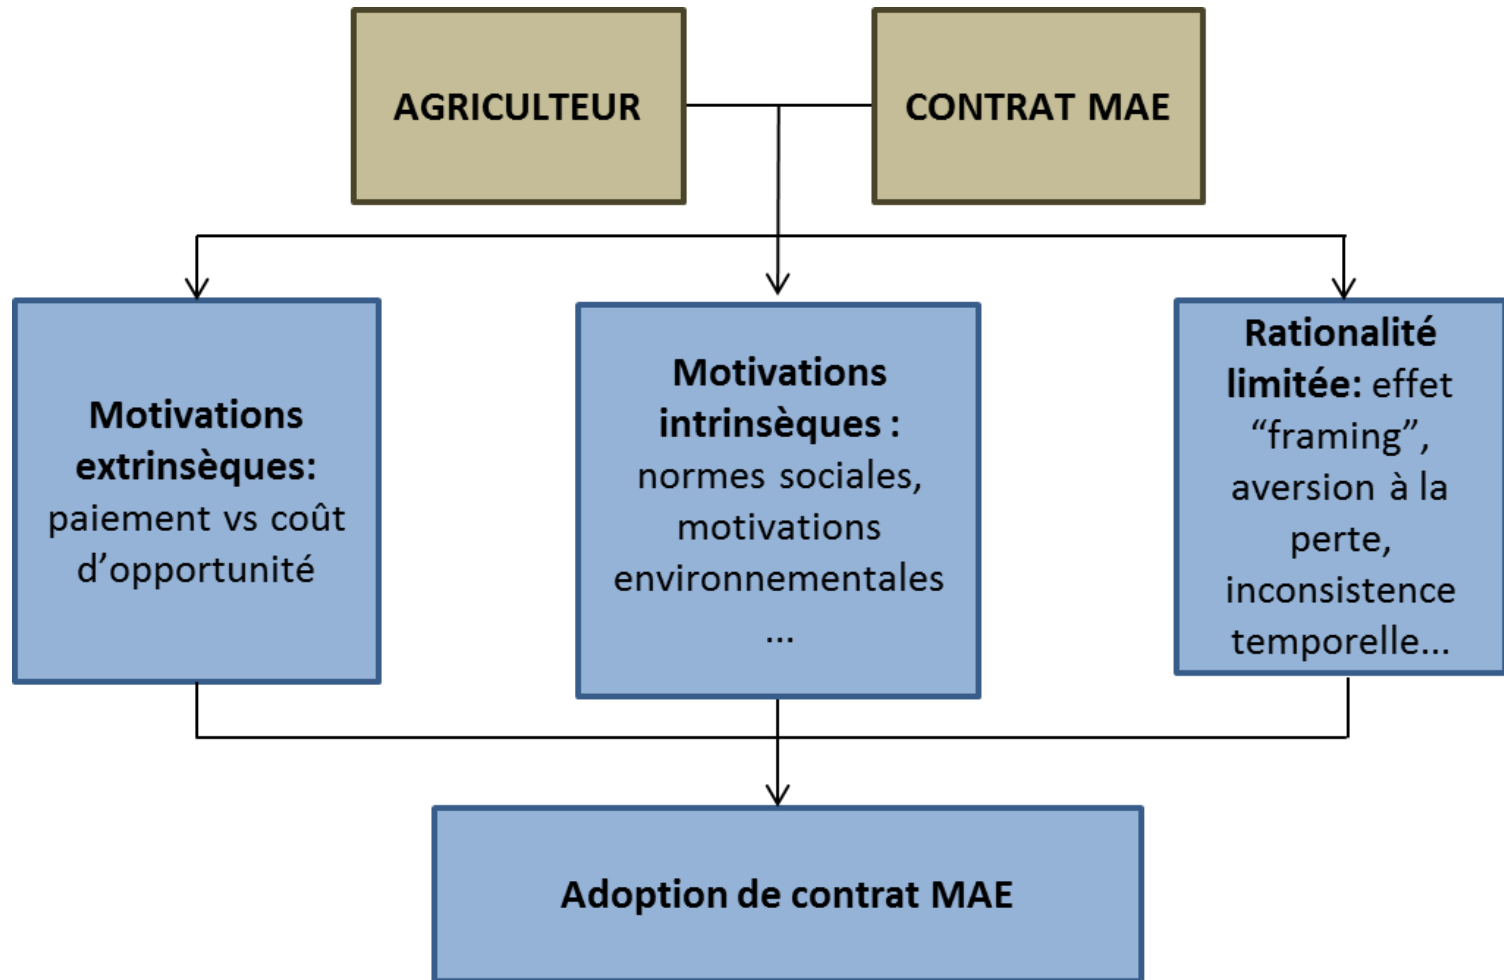 AGRICULTEUR
CONTRAT MAE
Motivations
extrinsèques:
paiement vs coût
d’opportunité
Motivations
intrinsèques :
normes sociales,
motivations
environnementales
...
Rationalité
limitée: effet
“framing”,
aversion à la
perte,
inconsistence
temporelle...
Adoption de contrat MAE